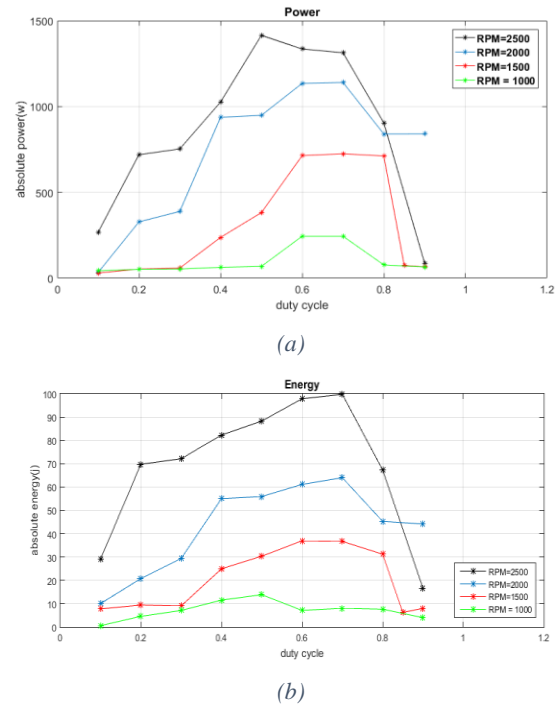 Power
1500
1000
500
0
absolute power(w)
RPM=2500
RPM=2000
RPM=1500
RPM = 1000
0 0.2 0.4 0.6 0.8 1 1.2
duty cycle
(a)
Energy
100
90
80
70
60
50
40
30
20
10
0
absolute energy(j)
RPM=2500
RPM=2000
RPM=1500
RPM = 1000
0 0.2 0.4 0.6 0.8 1 1.2
duty cycle
(b)